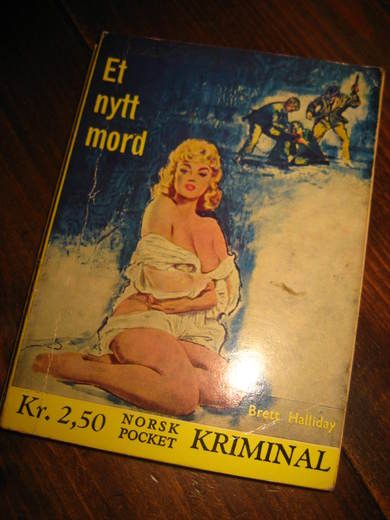 Et
nytt
mord
Brett Halliday
Kr. 2,50
NORSK
POCKET
KRIMINAL